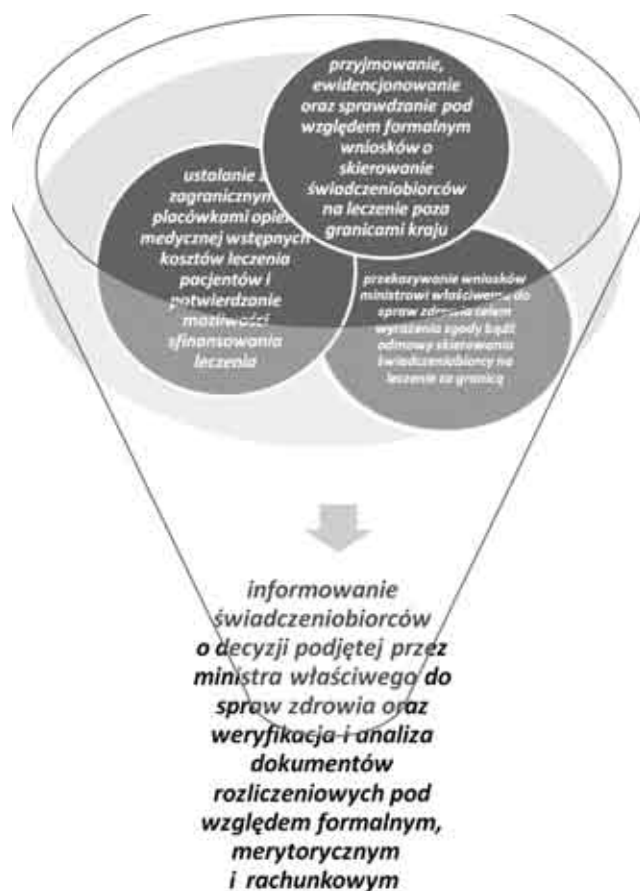 przyjmowanie,
ewidencjonowanie
oraz sprawdzanie pod
względem formalnym
wniosków o
skierowanie
świadczeniobiorców
na leczenie poza
granicami kraju
ustalanie z
zagranicznymi
placówkami opieki
medycznej wstępnych
kosztów leczenia
pacjentów i
potwierdzanie
możliwości
sfinansowania
leczenia
przekazywanie wniosków
ministrowi właściwemu do
spraw zdrowia celem
wyrażenia zgody bądź
odmowy skierowania
świadczeniobiorcy na
leczenie za granicą
informowanie
świadczeniobiorców
o decyzji podjętej przez
ministra właściwego do
spraw zdrowia oraz
weryfikacja i analiza
dokumentów
rozliczeniowych pod
względem formalnym,
merytorycznym
i rachunkowym